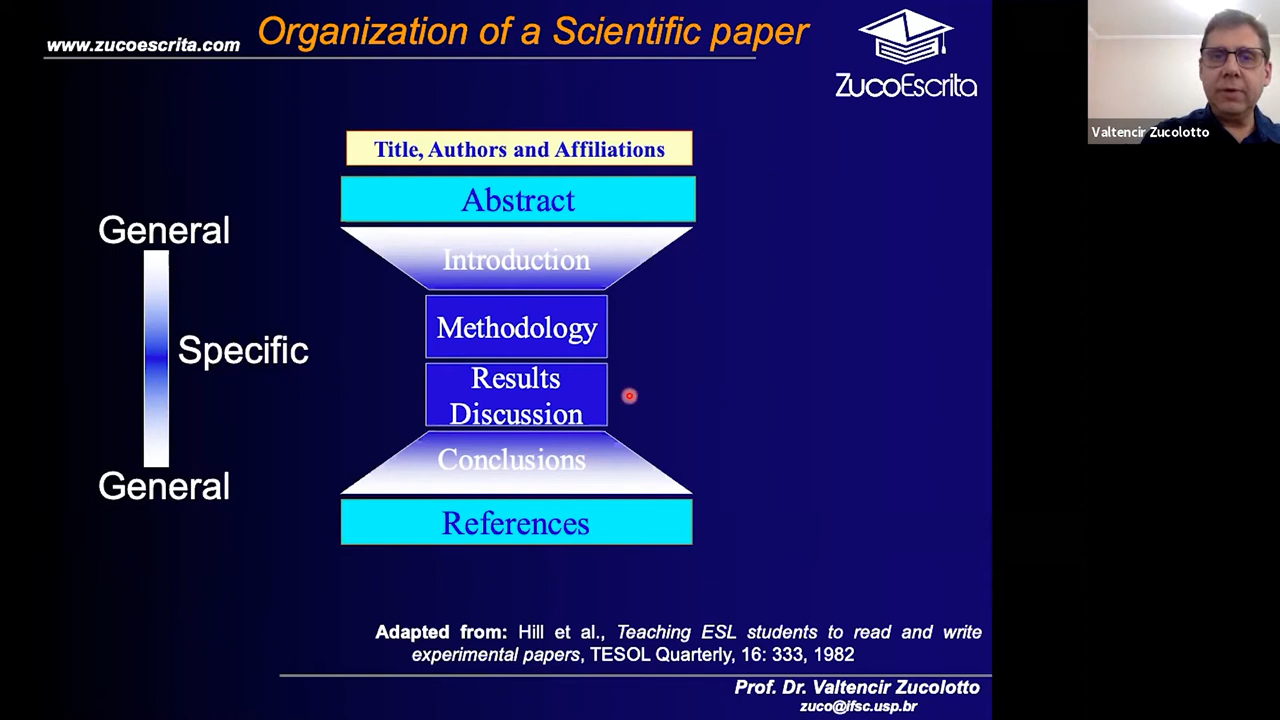 www.zucoescrita.com
Organization of a Scientific paper
ZucoEscrita
Valtencir Zucolotto
Title, Authors and Affiliations
Abstract
General
Introduction
Methodology
Specific
Results
Discussion
Conclusions
General
References
Adapted from: Hill et al., Teaching ESL students to read and write
experimental papers, TESOL Quarterly, 16: 333, 1982
Prof. Dr. Valtencir Zucolotto
zuco@ifsc.usp.br